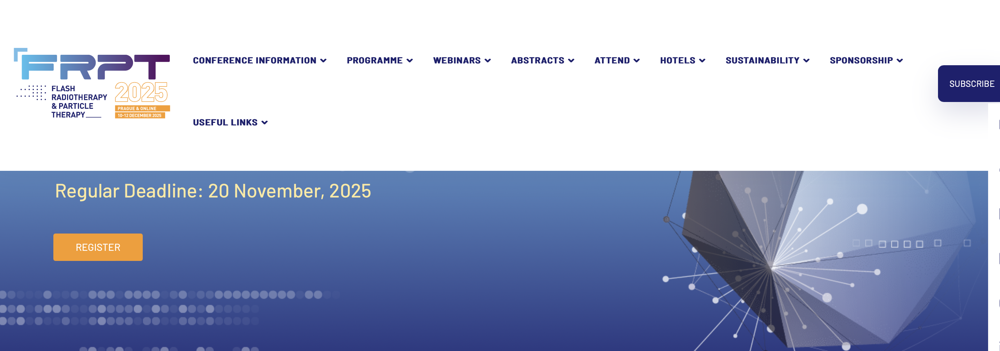 FRPT
FLASH
RADIOTHERAPY
& PARTICLE
THERAPY
2025
PRAGUE & ONLINE
10-12 DECEMBER 2025
CONFERENCE INFORMATION
PROGRAMME
WEBINARS
ABSTRACTS
ATTEND
HOTELS
SUSTAINABILITY
SPONSORSHIP
SUBSCRIBE
USEFUL LINKS
Regular Deadline: 20 November, 2025
REGISTER